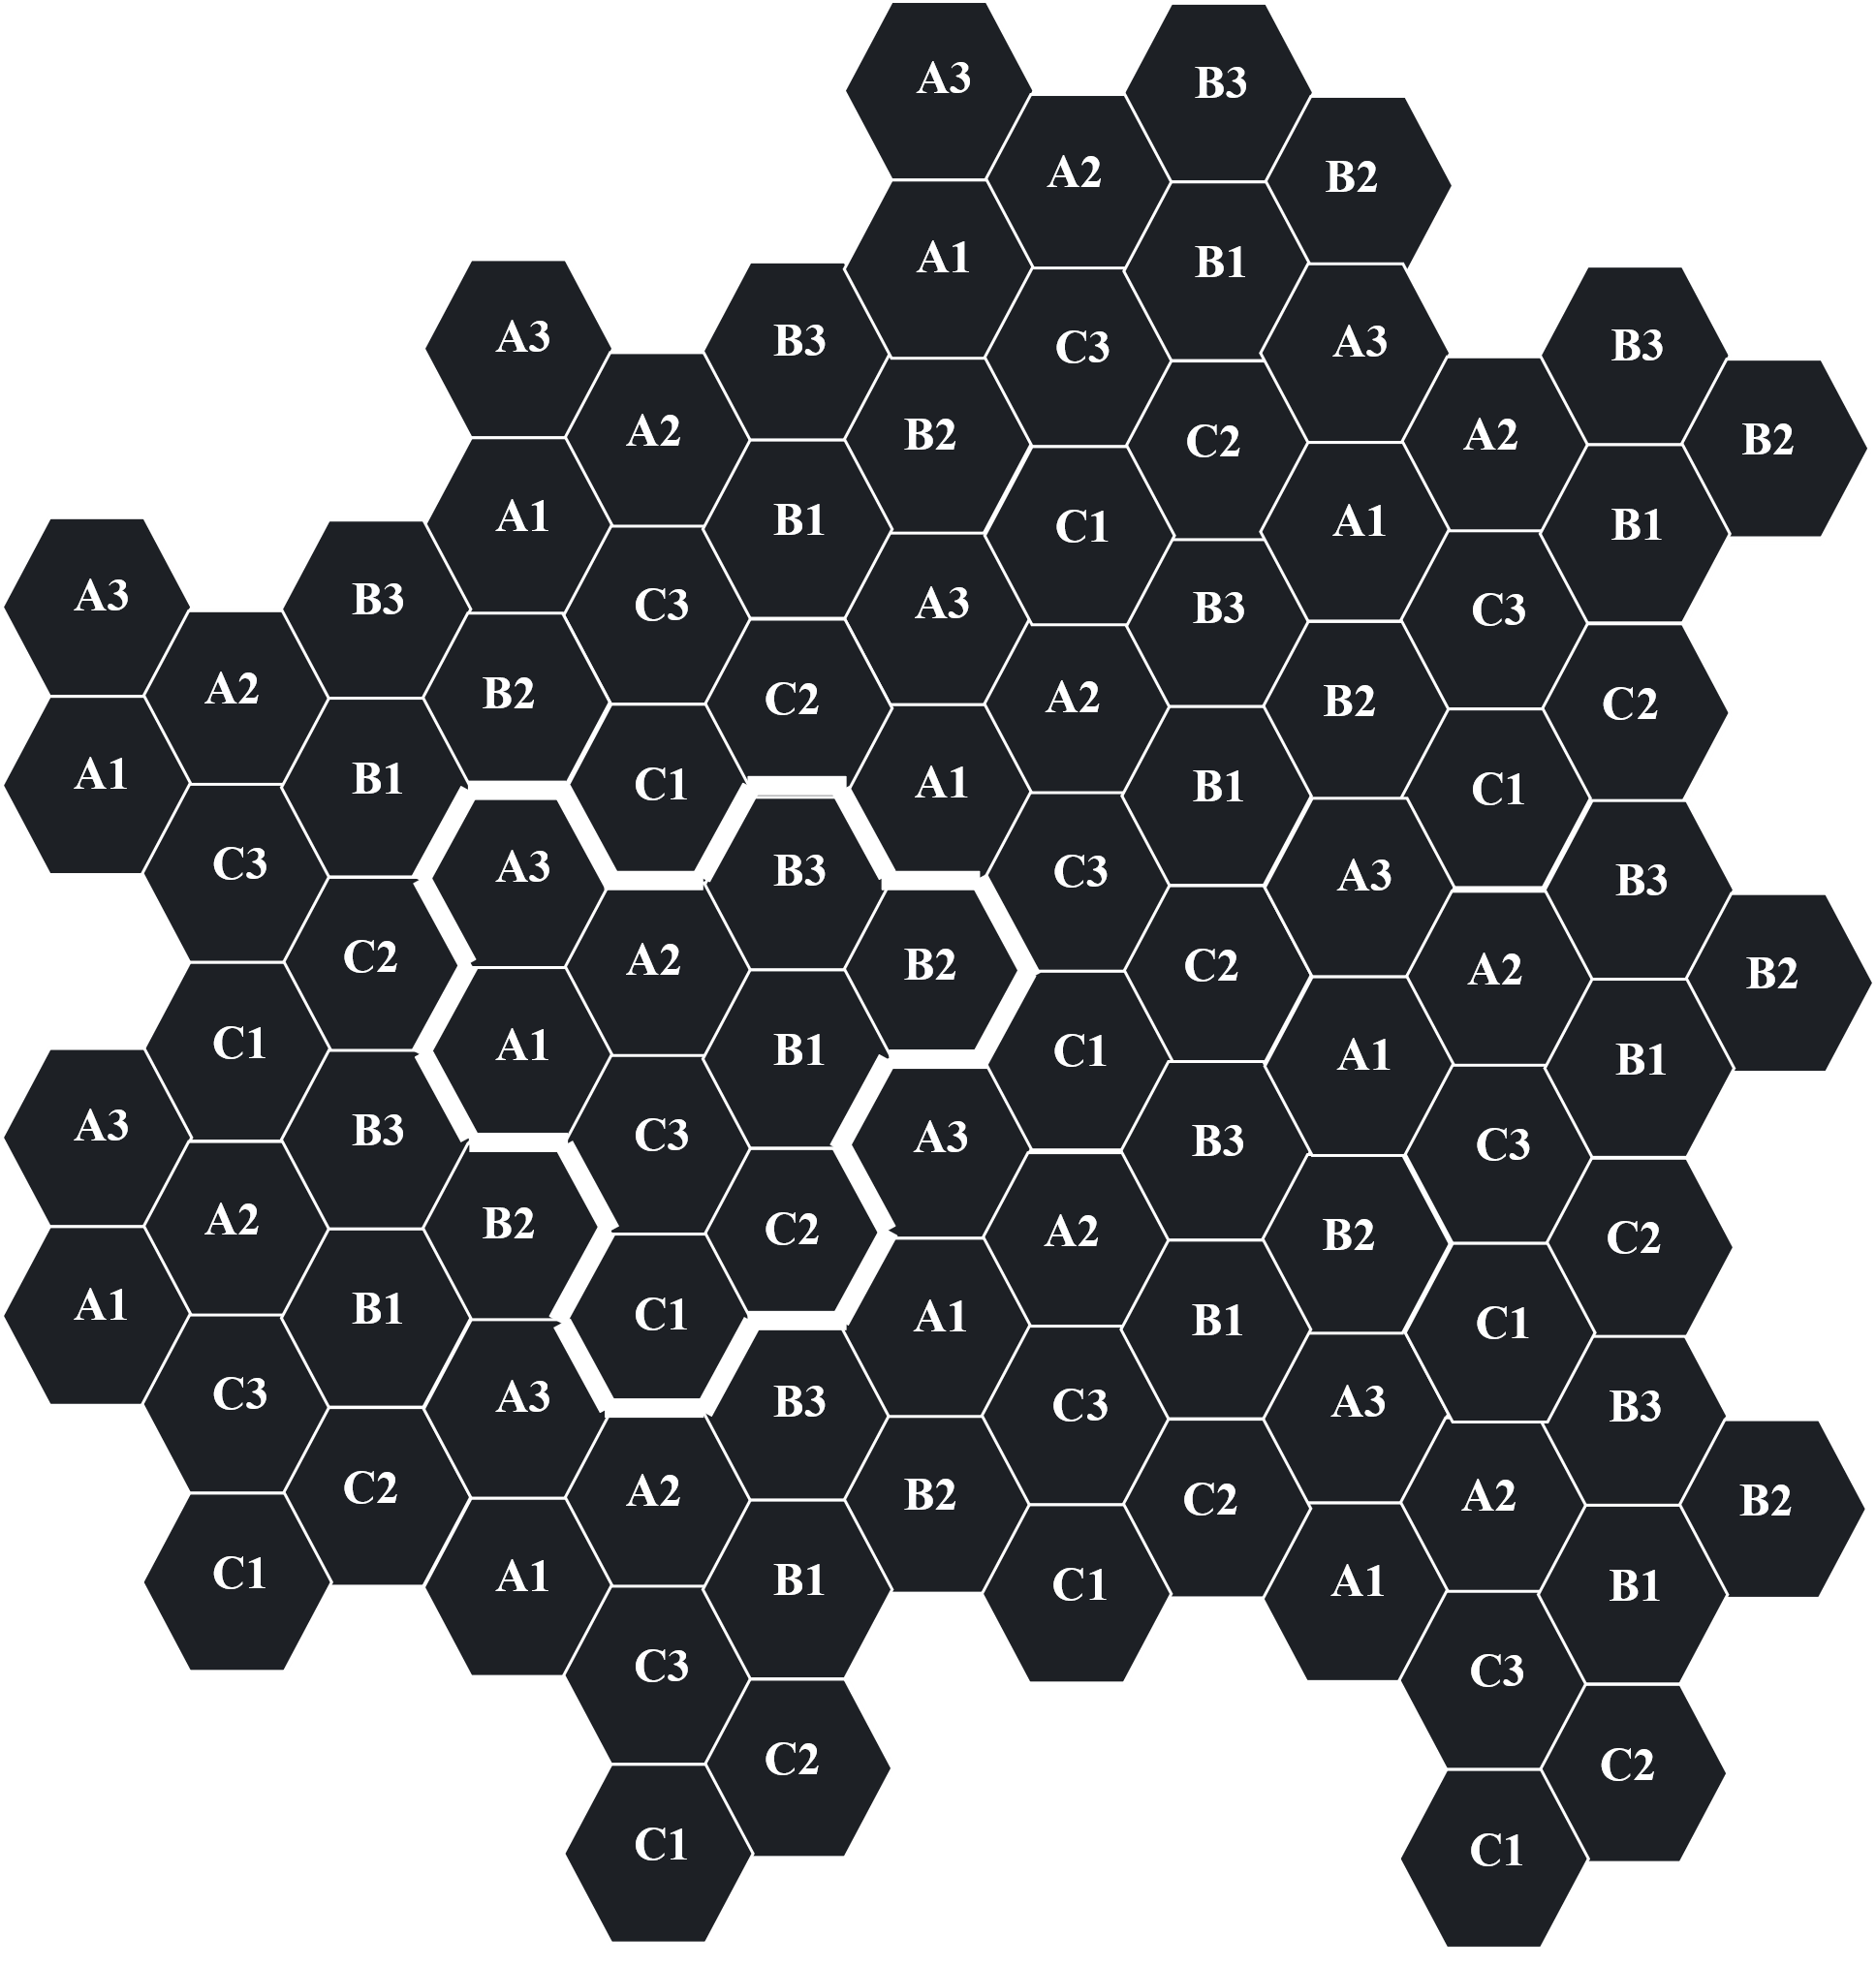 A3 B3
A2 B2
A1 B1
A3 B3 C3 A3 B3
A2 B2 C2 A2 B2
A1 B1 C1 A1 B1
A3 B3 C3 A3 B3 C3
A2 B2 C2 A2 B2 C2
A1 B1 C1 A1 B1 C1
C3 A3 B3 C3 A3 B3
C2 A2 B2 C2 A2 B2
C1 A1 B1 C1 A1 B1
A3 B3 C3 A3 B3 C3
A2 B2 C2 A2 B2 C2
A1 B1 C1 A1 B1 C1
C3 A3 B3 C3 A3 B3
C2 A2 B2 C2 A2 B2
C1 A1 B1 C1 A1 B1
C3 C3
C2 C2
C1 C1